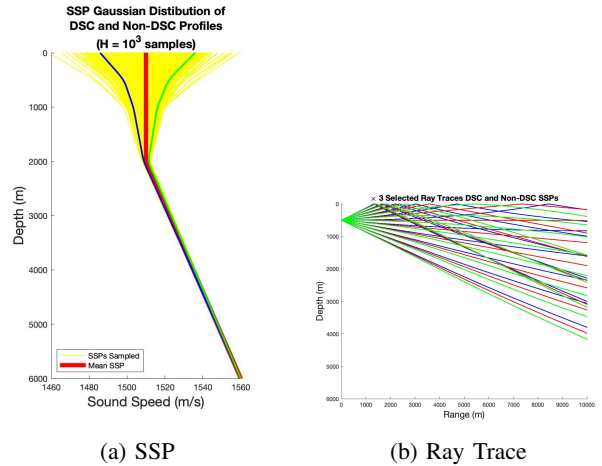 SSP Gaussian Distibution of
DSC and Non-DSC Profiles
(H = 10³ samples)
0
1000
2000
3000
4000
5000
6000
Depth (m)
SSPs Sampled
Mean SSP
1460 1480 1500 1520 1540 1560
Sound Speed (m/s)
(a) SSP
× 3 Selected Ray Traces DSC and Non-DSC SSPs
0
1000
2000
3000
4000
5000
6000
Depth (m)
0 1000 2000 3000 4000 5000 6000 7000 8000 9000 10000
Range (m)
(b) Ray Trace